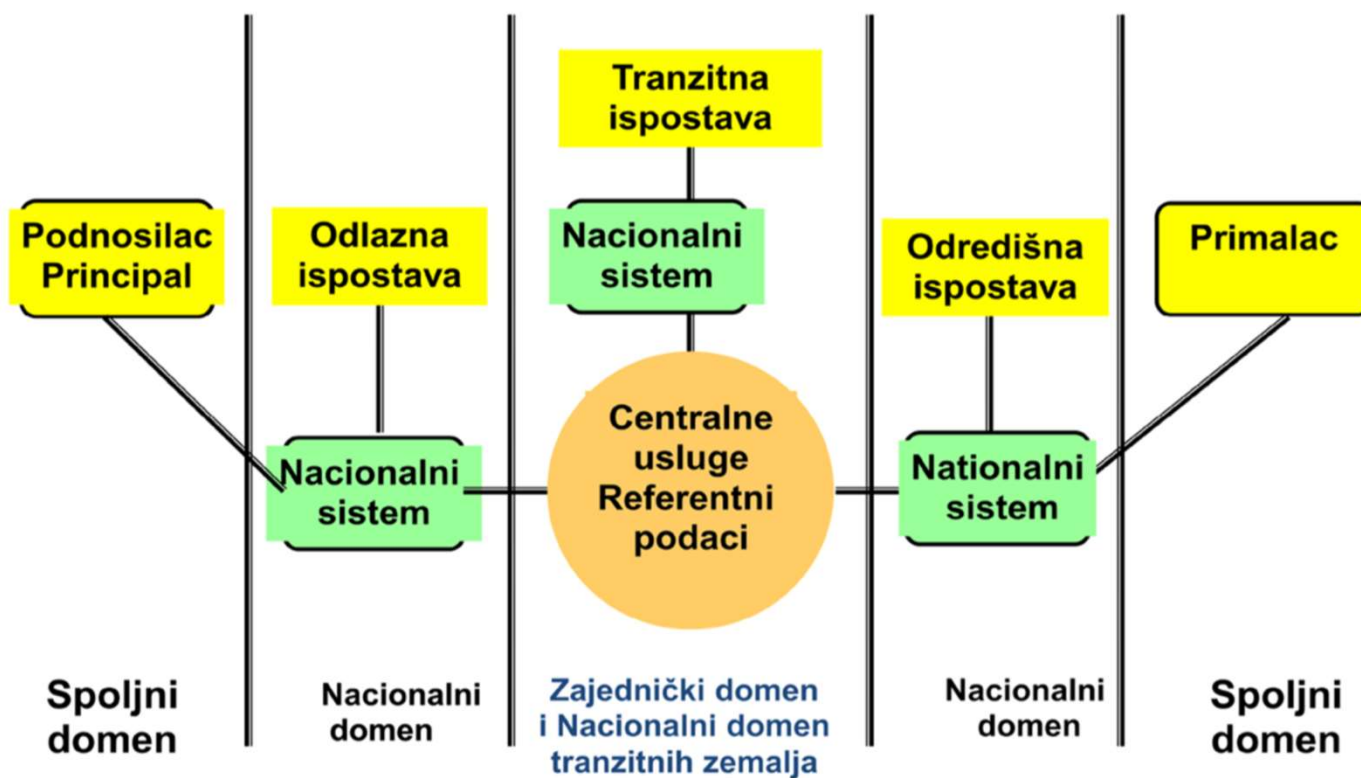 Tranzitna
ispostava
Podnosilac
Principal
Odlazna
ispostava
Nacionalni
sistem
Odredišna
ispostava
Primalac
Nacionalni
sistem
Centralne
usluge
Referentni
podaci
Nationalni
sistem
Spoljni
domen
Nacionalni
domen
Zajednički domen
i Nacionalni domen
tranzitnih zemalja
Nacionalni
domen
Spoljni
domen